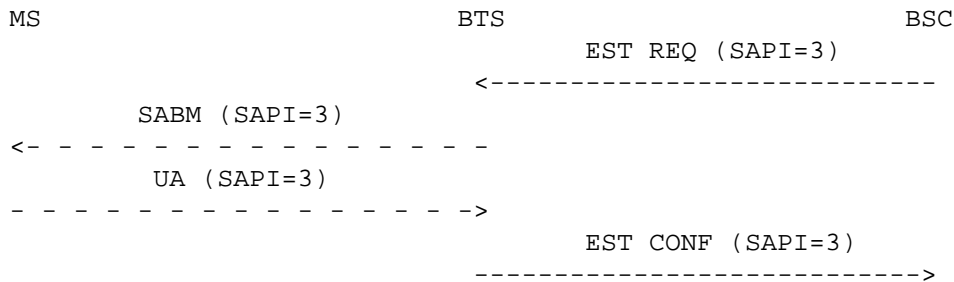 MS BTS BSC
EST REQ (SAPI=3)
SABM (SAPI=3)
UA (SAPI=3)
EST CONF (SAPI=3)